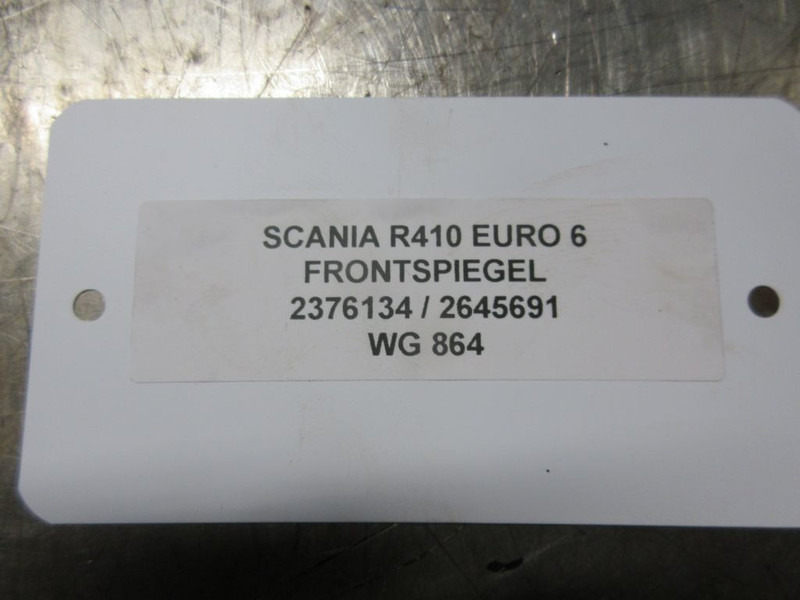 SCANIA R410 EURO 6
FRONTSPIEGEL
2376134 / 2645691
WG 864